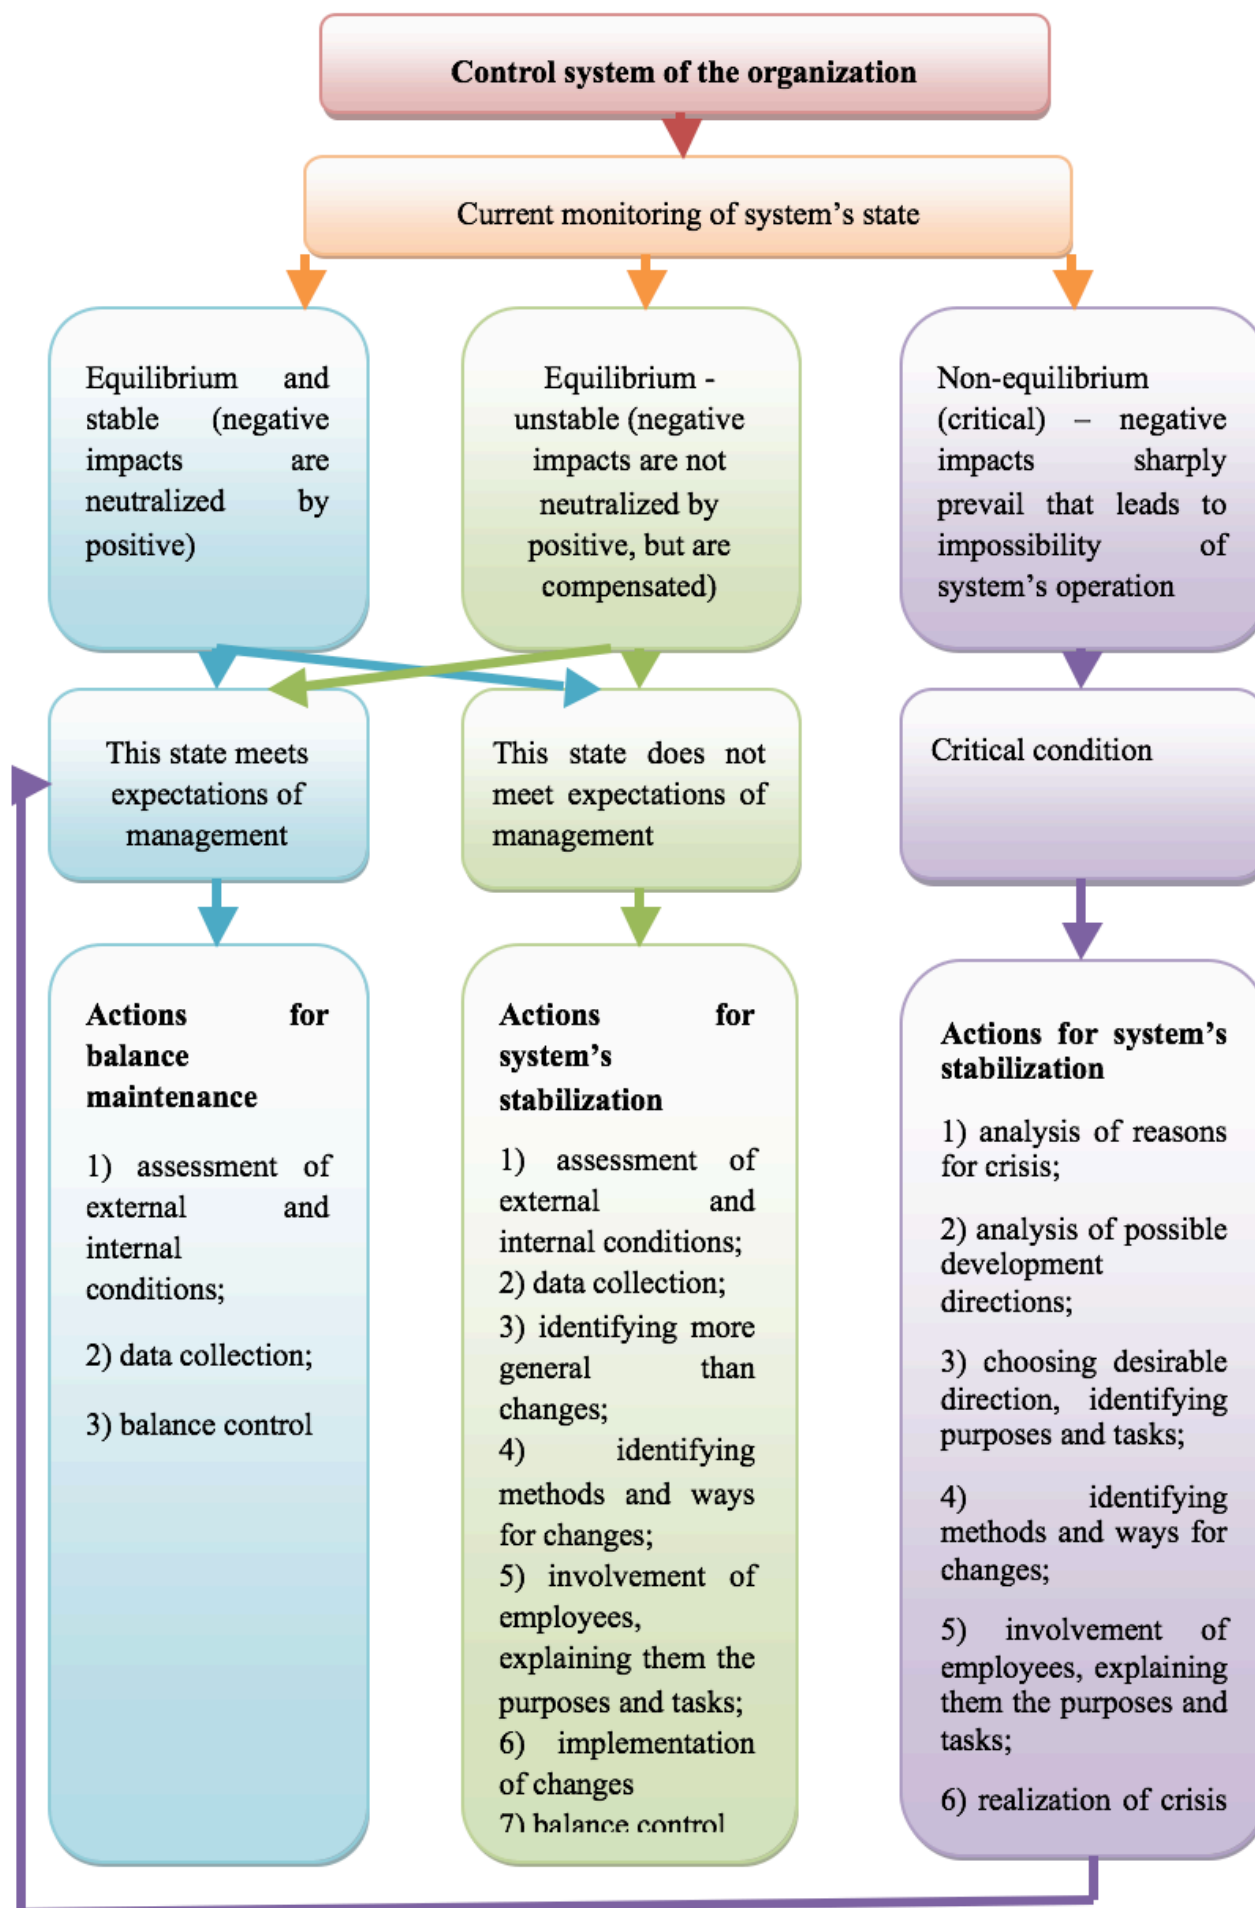 Control system of the organization
Current monitoring of system's state
Equilibrium and
stable (negative
impacts are
neutralized by
positive)
Equilibrium -
unstable (negative
impacts are not
neutralized by
positive, but are
compensated)
Non-equilibrium
(critical) – negative
impacts sharply
prevail that leads to
impossibility of
system's operation
This state meets
expectations of
management
This state does not
meet expectations of
management
Critical condition
Actions for
balance
maintenance
1) assessment of
external and
internal
conditions;
2) data collection;
3) balance control
Actions for
system's
stabilization
1) assessment of
external and
internal conditions;
2) data collection;
3) identifying more
general than
changes;
4) identifying
methods and ways
for changes;
5) involvement of
employees,
explaining them the
purposes and tasks;
6) implementation
of changes
7) balance control
Actions for system's
stabilization
1) analysis of reasons
for crisis;
2) analysis of possible
development
directions;
3) choosing desirable
direction, identifying
purposes and tasks;
4) identifying
methods and ways for
changes;
5) involvement of
employees, explaining
them the purposes and
tasks;
6) realization of crisis